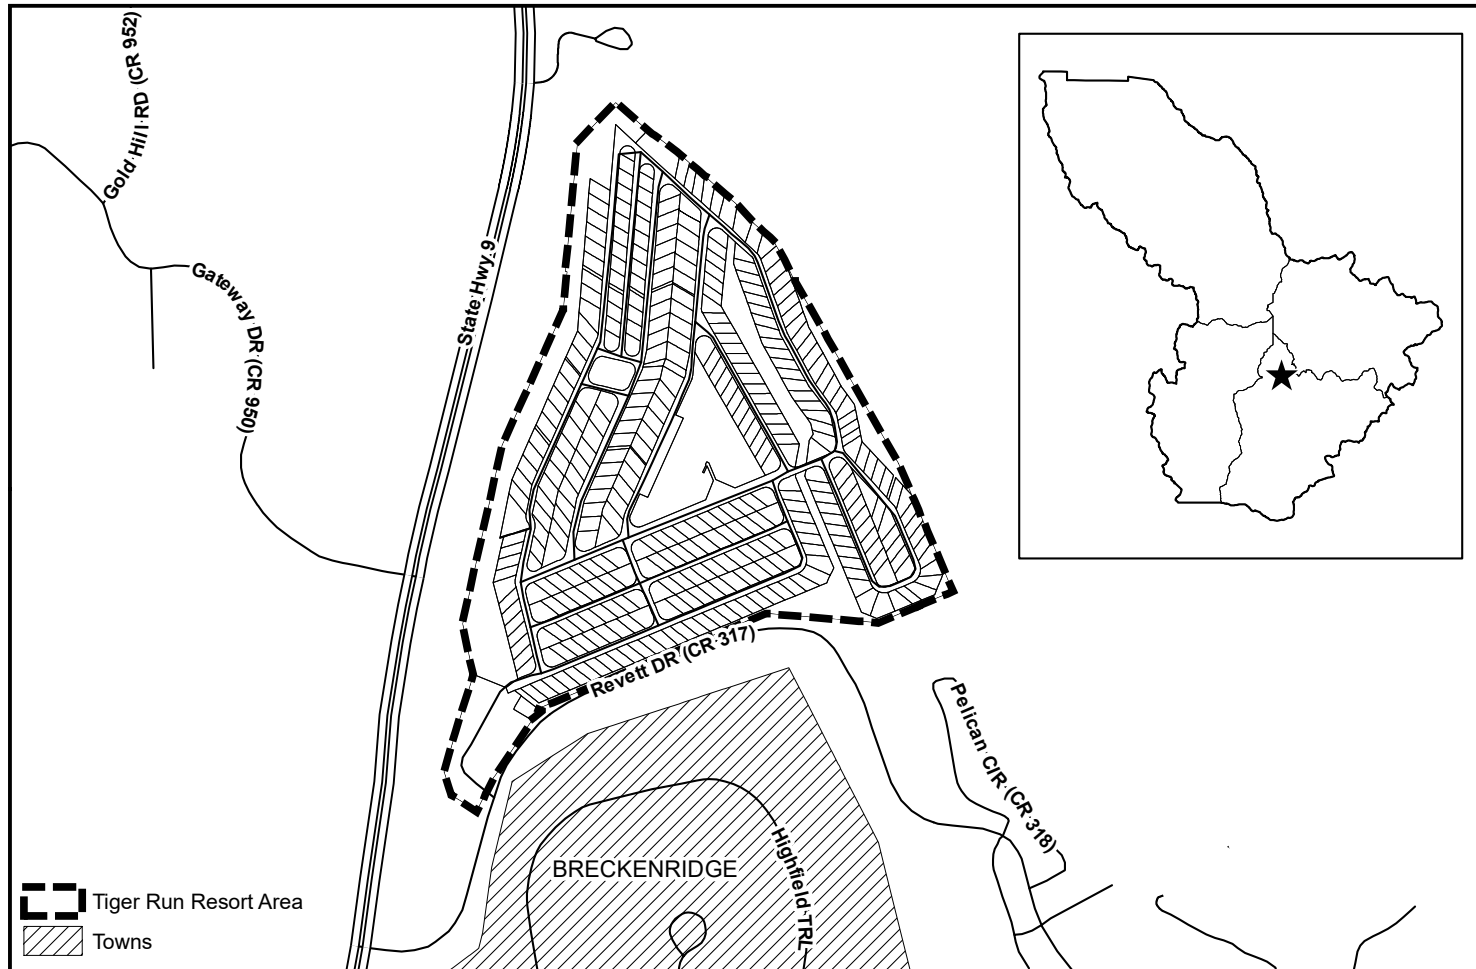 Gold Hill RD (CR 952)
Gateway DR (CR 950)
State Hwy 9
Revett DR (CR 317)
Pelican CIR (CR 318)
Highfield TRL
BRECKENRIDGE
Tiger Run Resort Area
Towns